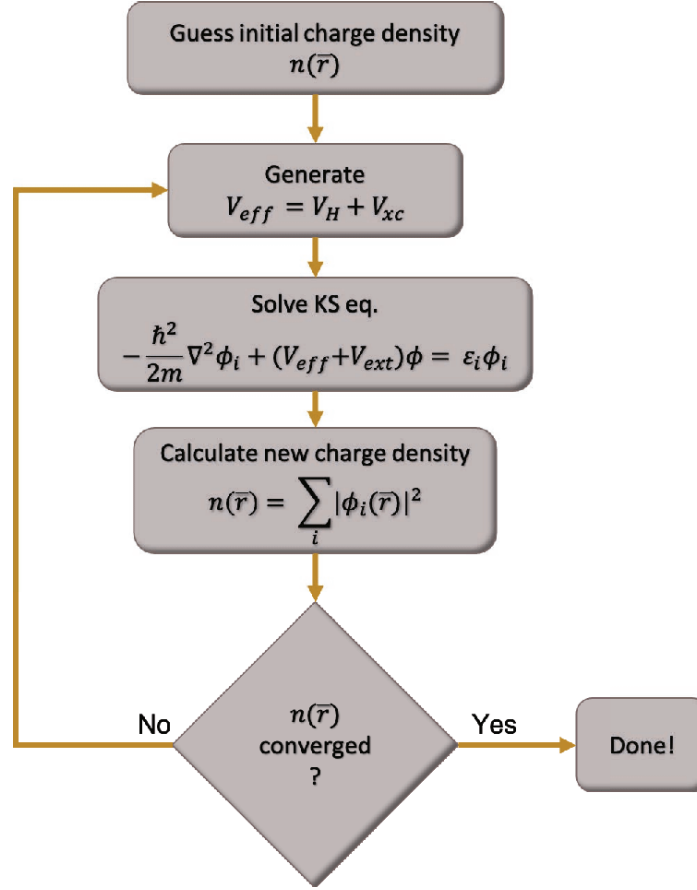 Guess initial charge density
n(r̅)
Generate
V_eff = V_H + V_xc
Solve KS eq.
−ℏ²/2m ∇²ϕ_i + (V_eff+V_ext)ϕ = ε_iϕ_i
Calculate new charge density
n(r̅) = ∑_i |ϕ_i(r̅)|²
n(r̅)
converged
?
No
Yes
Done!